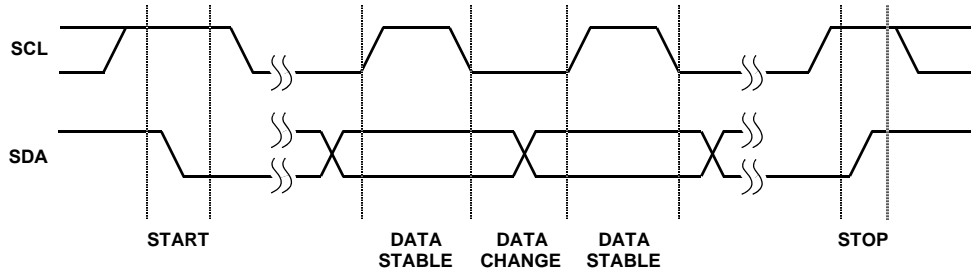 SCL
SDA
START
DATA
STABLE
DATA
CHANGE
DATA
STABLE
STOP